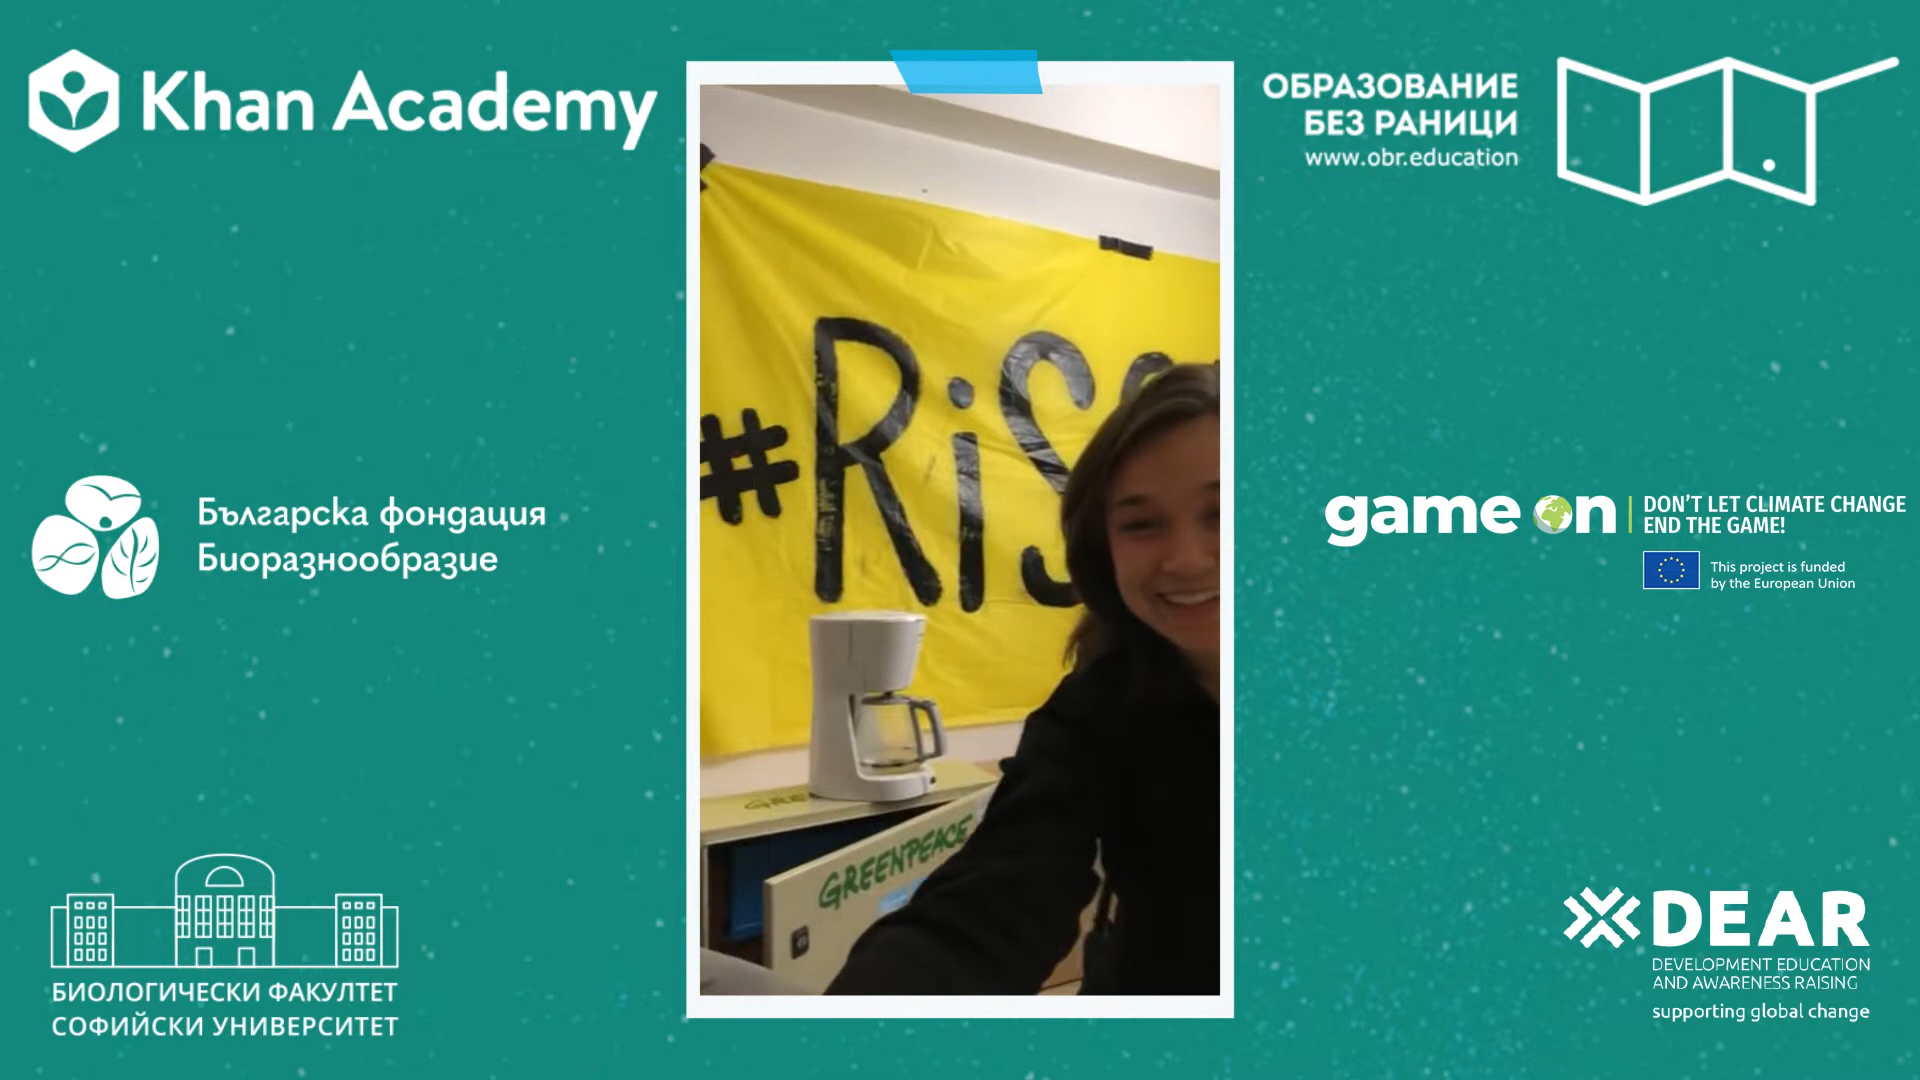 Khan Academy
ОБРАЗОВАНИЕ
БЕЗ РАНИЦИ
www.obr.education
#RiS
Българска фондация
Биоразнообразие
game on
DON'T LET CLIMATE CHANGE
END THE GAME!
This project is funded
by the European Union
GREENPEACE
БИОЛОГИЧЕСКИ ФАКУЛТЕТ
СОФИЙСКИ УНИВЕРСИТЕТ
DEAR
DEVELOPMENT EDUCATION
AND AWARENESS RAISING
supporting global change